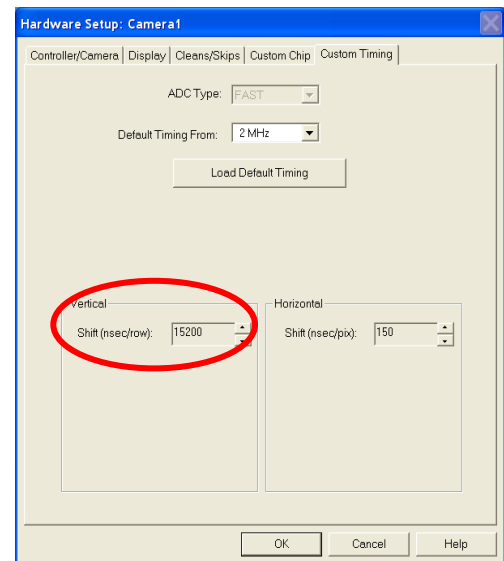 Hardware Setup: Camera1
Controller/Camera Display Cleans/Skips Custom Chip Custom Timing
ADC Type: FAST
Default Timing From: 2 MHz
Load Default Timing
Vertical Horizontal
Shift (nsec/row): 15200 Shift (nsec/pix): 150
OK Cancel Help